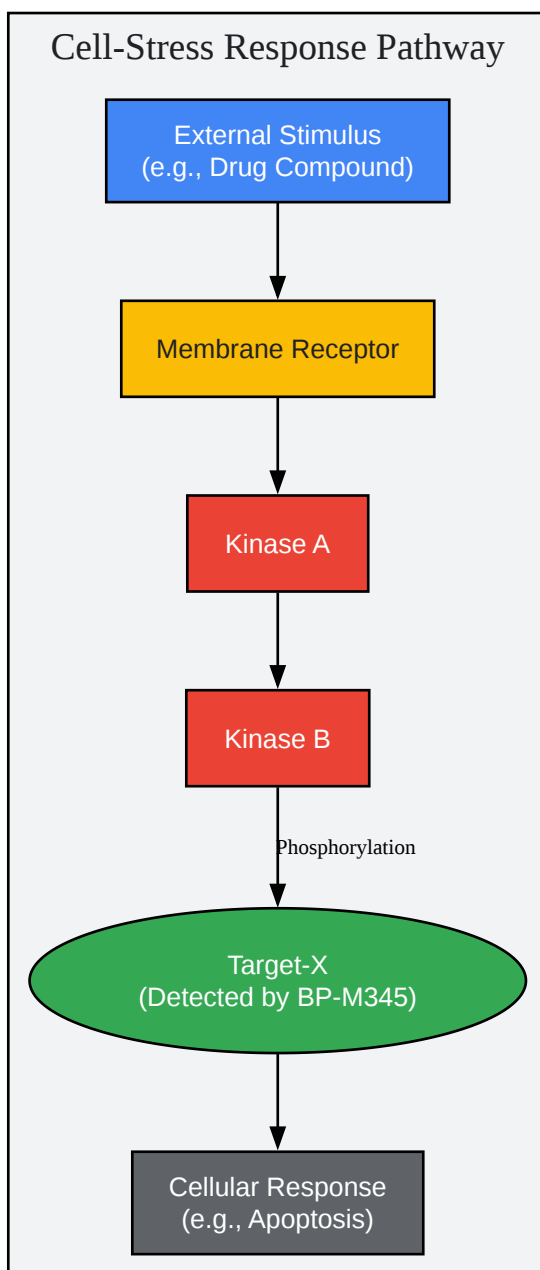 Cell-Stress Response Pathway
External Stimulus
(e.g., Drug Compound)
Membrane Receptor
Kinase A
Kinase B
Phosphorylation
Target-X
(Detected by BP-M345)
Cellular Response
(e.g., Apoptosis)